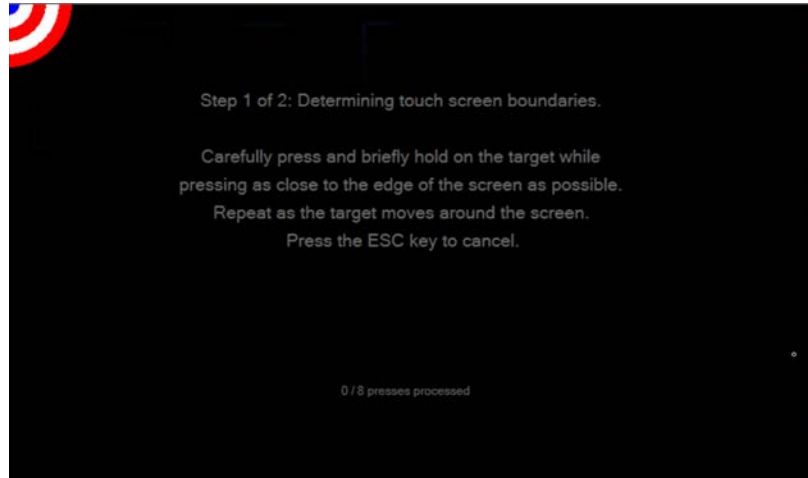 Step 1 of 2: Determining touch screen boundaries.
Carefully press and briefly hold on the target while
pressing as close to the edge of the screen as possible.
Repeat as the target moves around the screen.
Press the ESC key to cancel.
0 / 8 presses processed